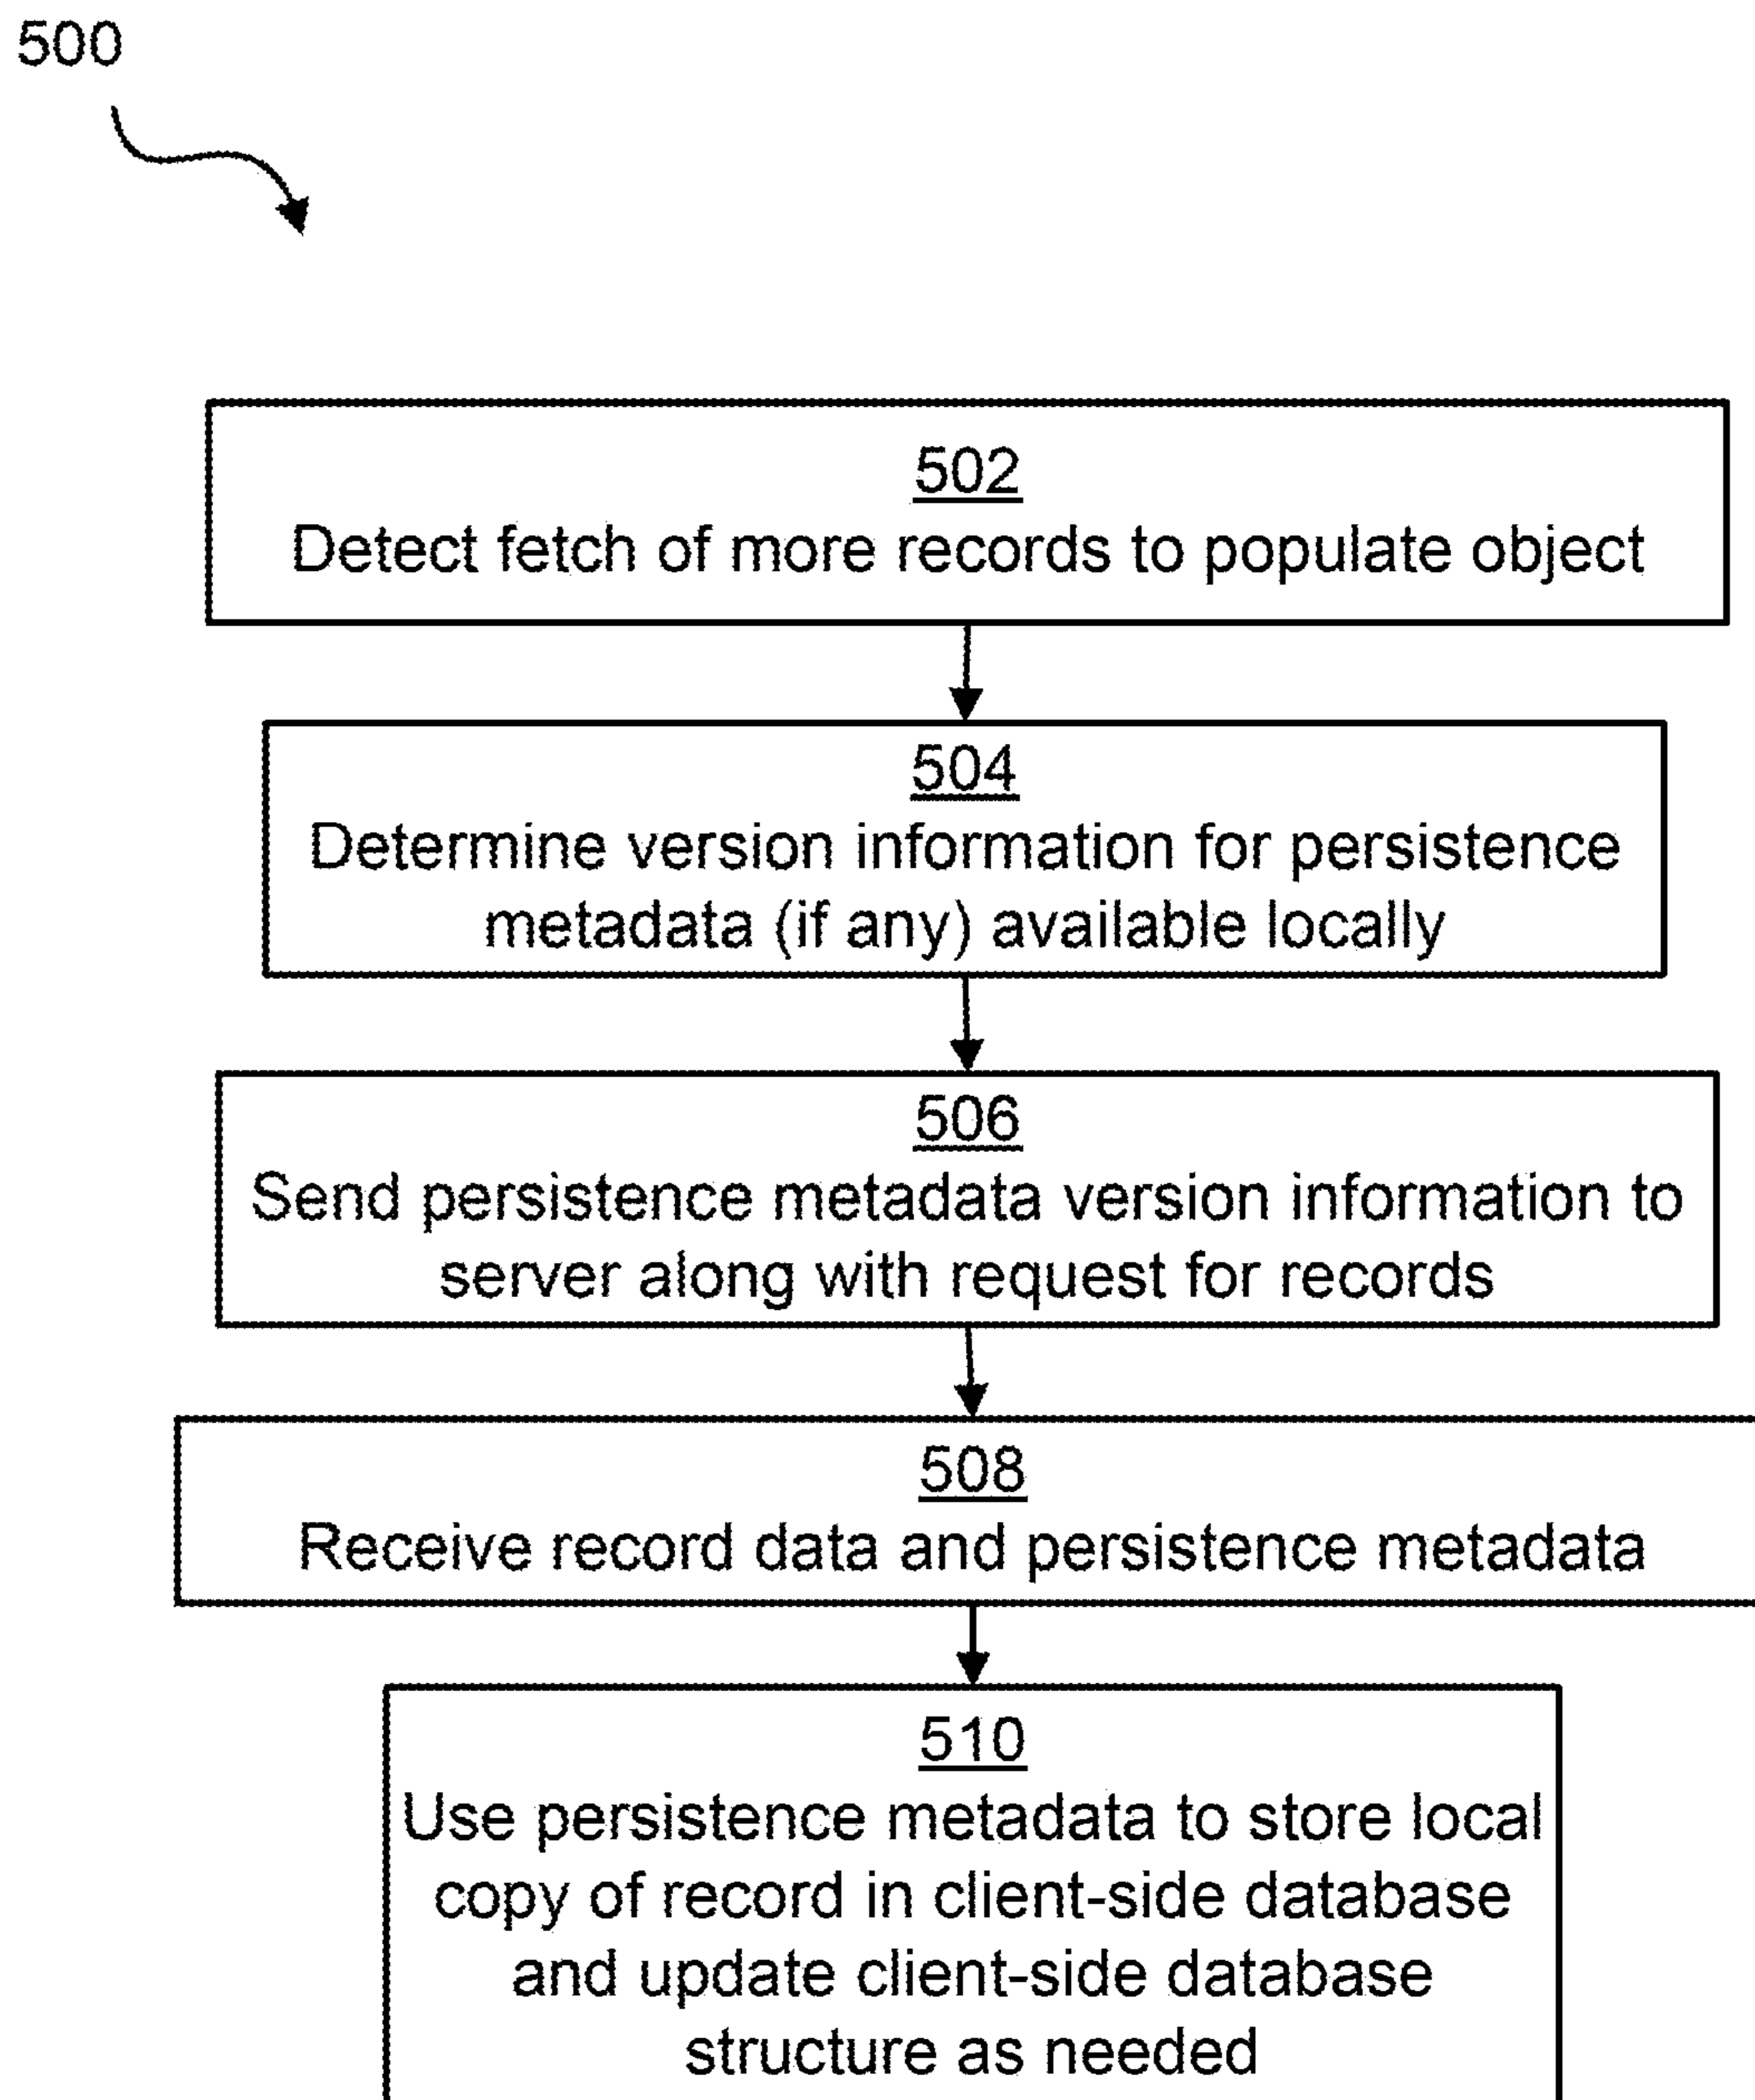 500
502
Detect fetch of more records to populate object
504
Determine version information for persistence
metadata (if any) available locally
506
Send persistence metadata version information to
server along with request for records
508
Receive record data and persistence metadata
510
Use persistence metadata to store local
copy of record in client-side database
and update client-side database
structure as needed